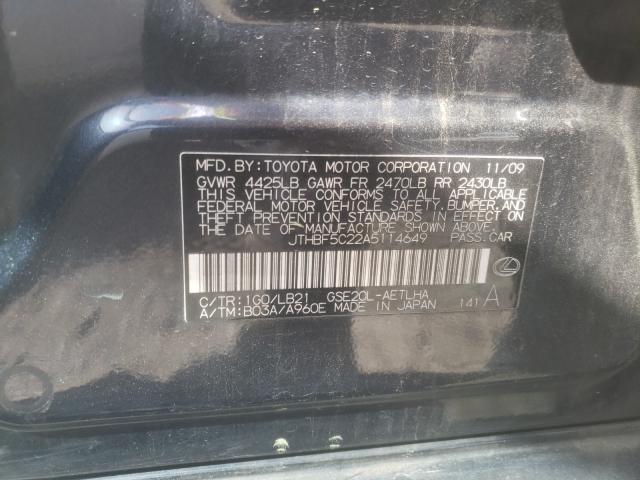 MFD.BY:TOYOTA MOTOR CORPORATION 11/09
GVWR 4425LB GAWR FR 2470LB RR 2430LB
THIS VEHICLE CONFORMS TO ALL APPLICABLE
FEDERAL MOTOR VEHICLE SAFETY,BUMPER,AND
THEFT PREVENTION STANDARDS IN EFFECT ON
THE DATE OF MANUFACTURE SHOWN ABOVE.
JTHBF5C22A5114649 PASS.CAR
C/TR:1G0/LB21 GSE20L-AETLHA
A/TM:B03A/A960E MADE IN JAPAN 141 A